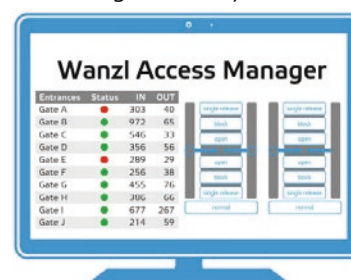 Wanzl Access Manager
Entrances Status IN OUT
Gate A 303 40
Gate B 972 65
Gate C 546 33
Gate D 356 56
Gate E 289 29
Gate F 256 38
Gate G 455 76
Gate H 306 66
Gate I 677 267
Gate J 214 59
single release single release
block block
open open
open open
block block
single release single release
normal normal